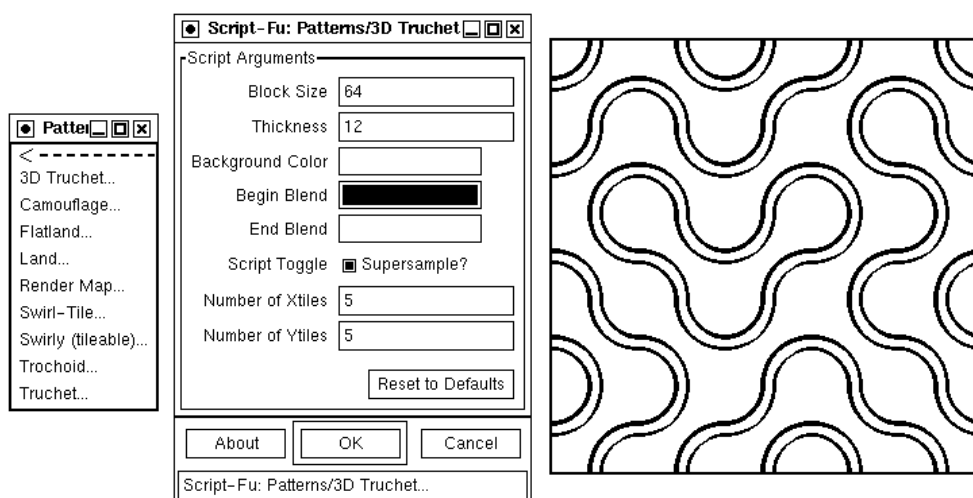 Patter
<
3D Truchet...
Camouflage...
Flatland...
Land...
Render Map...
Swirl-Tile...
Swirly (tileable)...
Trochoid...
Truchet...
Script-Fu: Patterns/3D Truchet
Script Arguments
Block Size 64
Thickness 12
Background Color
Begin Blend
End Blend
Script Toggle Supersample?
Number of Xtiles 5
Number of Ytiles 5
Reset to Defaults
About OK Cancel
Script-Fu: Patterns/3D Truchet...